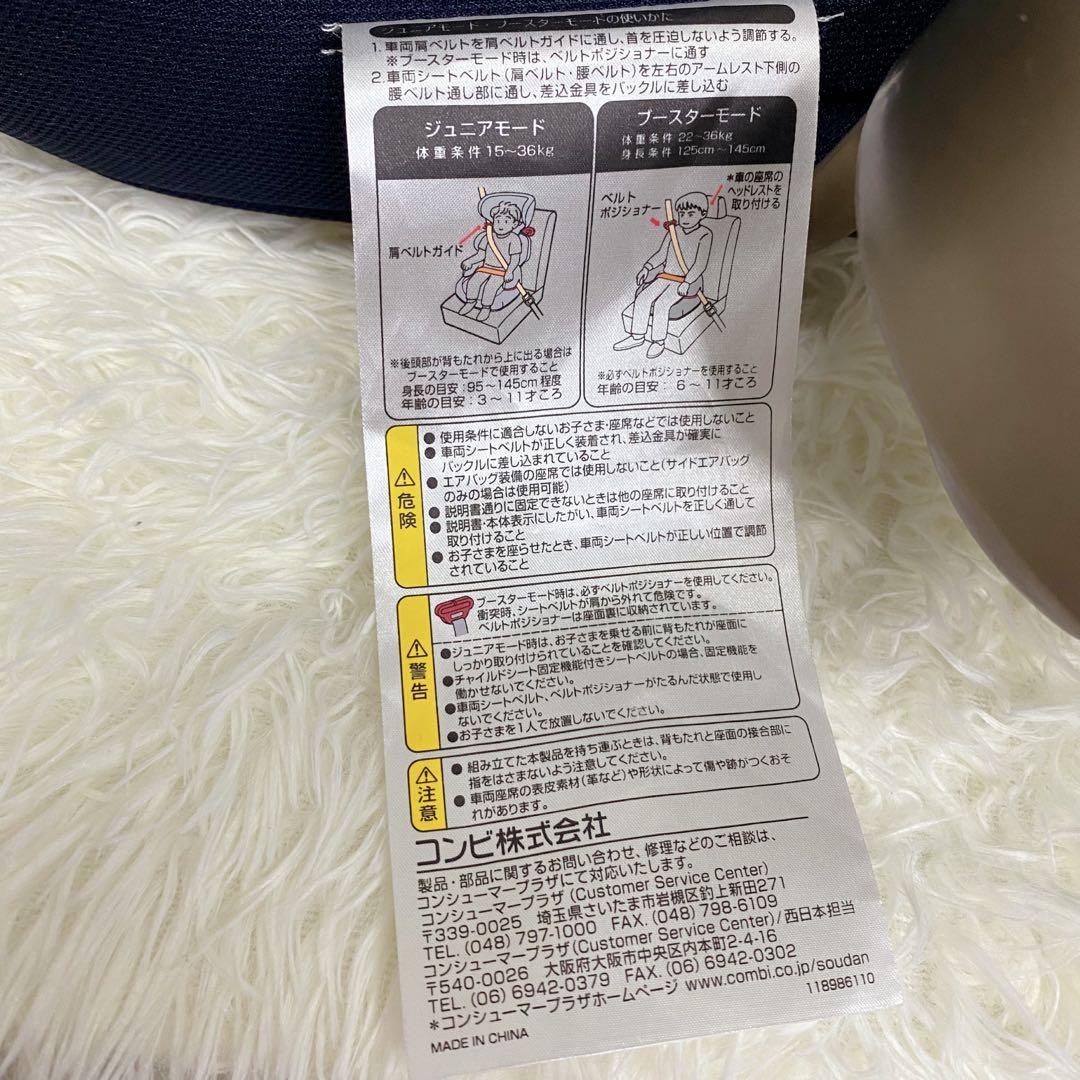 ジュニアモード・ブースターモードの使いかた
1. 車両肩ベルトを肩ベルトガイドに通し、首を圧迫しないよう調節する。
※ブースターモード時は、ベルトポジショナーに通す
2. 車両シートベルト(肩ベルト・腰ベルト)を左右のアームレスト下側の
腰ベルト通し部に通し、差込金具をバックルに差し込む
ジュニアモード
体重条件 15~36kg
肩ベルトガイド
※後頭部が背もたれから上に出る場合は
ブースターモードで使用すること
身長の目安:95~145cm程度
年齢の目安:3~11才ころ
ブースターモード
体重条件 22~36kg
身長条件 125cm~145cm
ベルト
ポジショナー
*車の座席の
ヘッドレストを
取り付ける
※必ずベルトポジショナーを使用すること
年齢の目安: 6~11才ころ
危険
● 使用条件に適合しないお子さま・座席などでは使用しないこと
● 車両シートベルトが正しく装着され、差込金具が確実に
バックルに差し込まれていること
● エアバッグ装備の座席では使用しないこと(サイドエアバッグ
のみの場合は使用可能)
● 説明書通りに固定できないときは他の座席に取り付けること
● 説明書・本体表示にしたがい、車両シートベルトを正しく通して
取り付けること
● お子さまを座らせたとき、車両シートベルトが正しい位置で調節
されていること
警告
ブースターモード時は、必ずベルトポジショナーを使用してください。
衝突時、シートベルトが肩から外れて危険です。
ベルトポジショナーは座面裏に収納されています。
●ジュニアモード時は、お子さまを乗せる前に背もたれが座面に
しっかり取り付けられていることを確認してください。
●チャイルドシート固定機能付きシートベルトの場合、固定機能を
働かせないでください。
●車両シートベルト、ベルトポジショナーがたるんだ状態で使用し
ないでください。
●お子さまを1人で放置しないでください。
注意
● 組み立てた本製品を持ち運ぶときは、背もたれと座面の接合部に
指をはさまないよう注意してください。
● 車両座席の表皮素材(革など)や形状によって傷や跡がつくおそ
れがあります。
コンビ株式会社
製品・部品に関するお問い合わせ、修理などのご相談は、
コンシューマープラザにて対応いたします。
コンシューマープラザ (Customer Service Center)
〒339-0025 埼玉県さいたま市岩槻区釣上新田271
TEL. (048) 797-1000 FAX. (048) 798-6109
コンシューマープラザ(Customer Service Center)/西日本担当
〒540-0026 大阪府大阪市中央区内本町2-4-16
TEL. (06) 6942-0379 FAX. (06) 6942-0302
*コンシューマープラザホームページ www.combi.co.jp/soudan
118986110
MADE IN CHINA